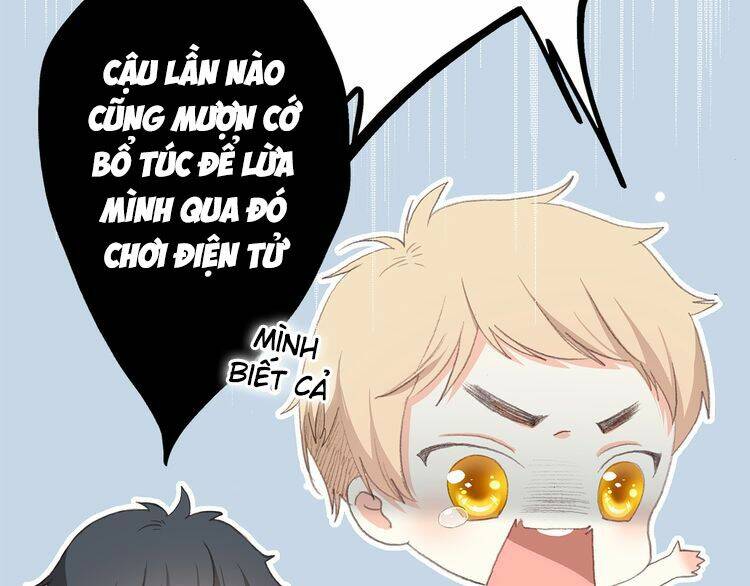 CẬU LẦN NÀO
CŨNG MƯỢN CỚ
BỔ TÚC ĐỂ LỪA
MÌNH QUA ĐÓ
CHƠI ĐIỆN TỬ
MÌNH
BIẾT CẢ